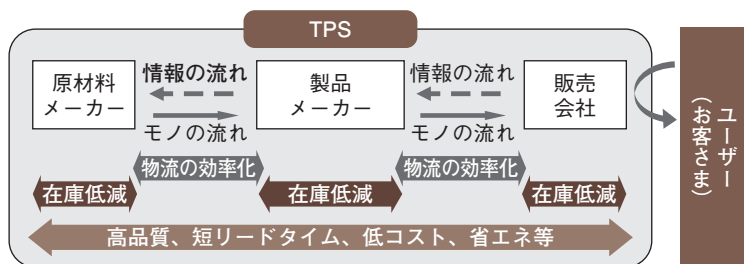 TPS
原材料
メーカー
情報の流れ
モノの流れ
製品
メーカー
情報の流れ
モノの流れ
販売
会社
ユーザー
（お客さま）
物流の効率化
物流の効率化
在庫低減
在庫低減
在庫低減
高品質、短リードタイム、低コスト、省エネ等